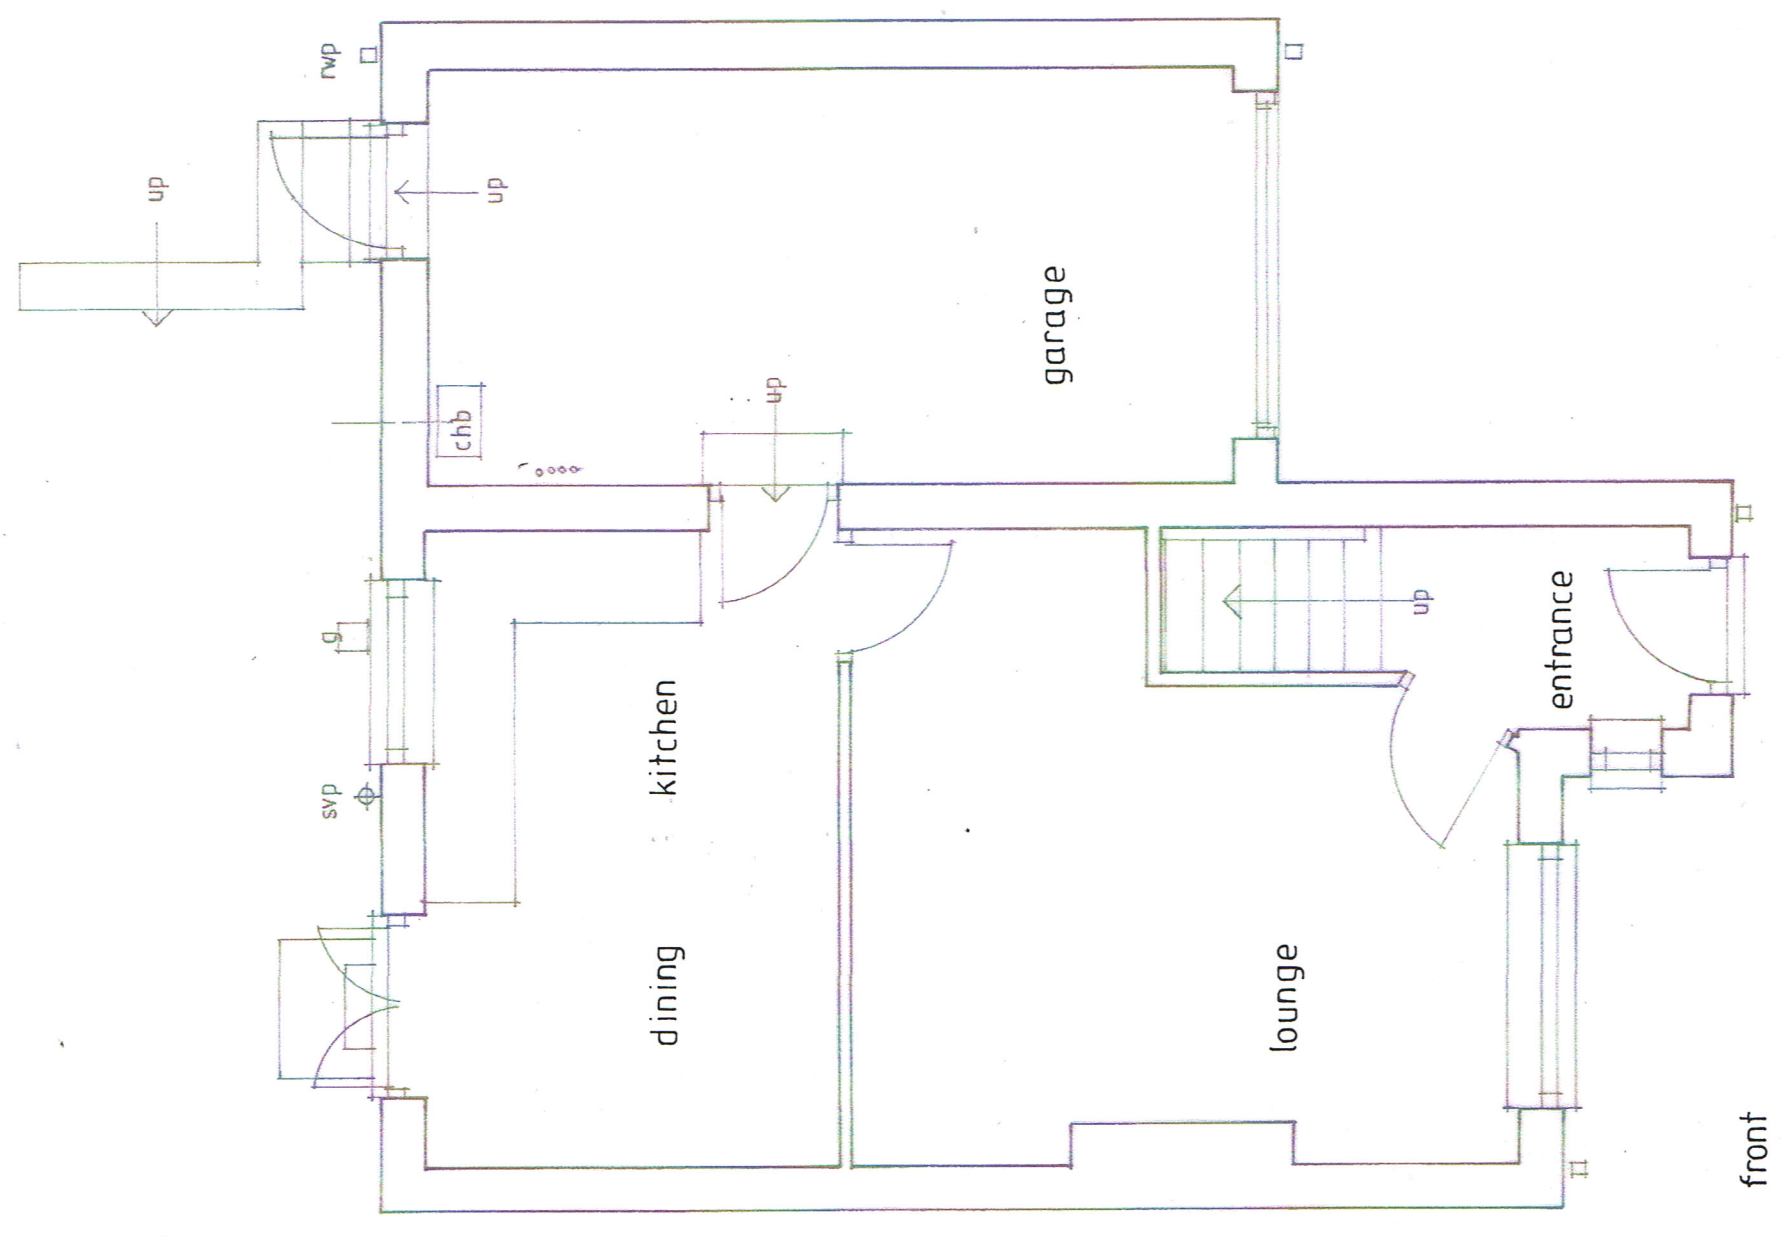 rwp
up
up
chb
up
garage
g
svp
kitchen
dining
up
entrance
lounge
front